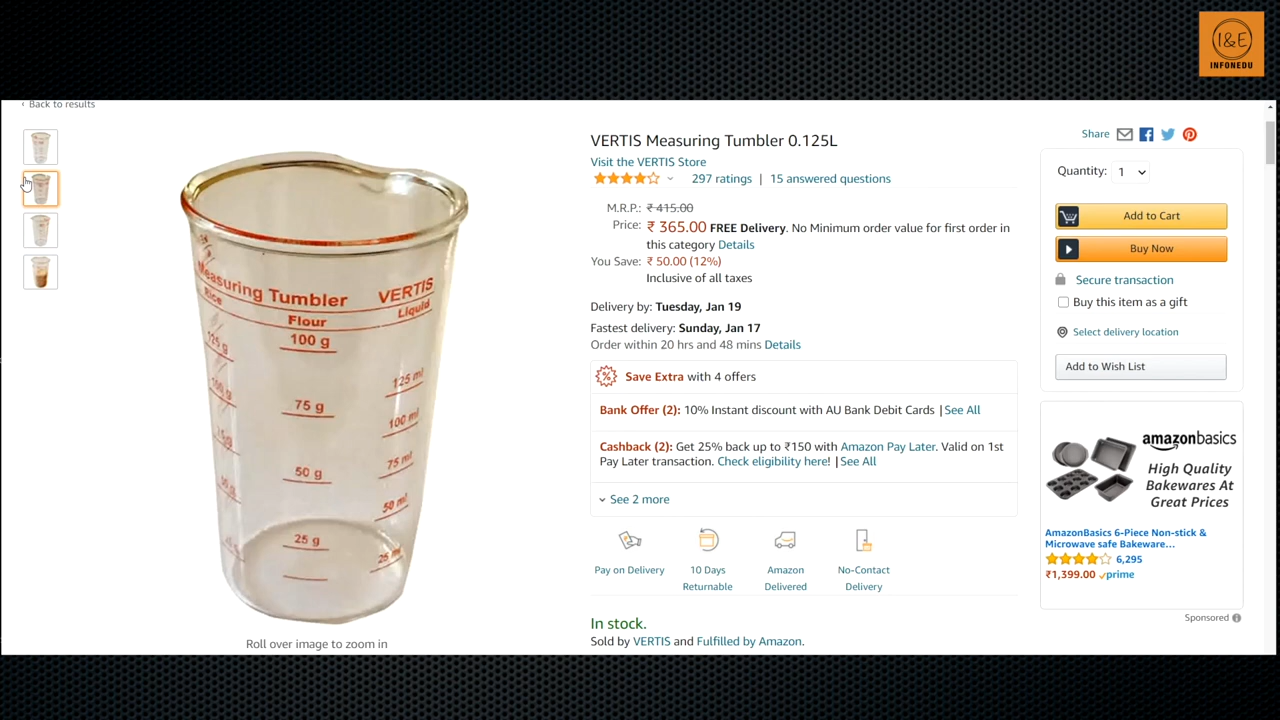 I&E
INFONEDU
‹ Back to results
VERTIS Measuring Tumbler 0.125L
Visit the VERTIS Store
297 ratings | 15 answered questions
M.R.P.: ₹ 415.00
Price: ₹ 365.00 FREE Delivery. No Minimum order value for first order in
this category Details
You Save: ₹ 50.00 (12%)
Inclusive of all taxes
Delivery by: Tuesday, Jan 19
Fastest delivery: Sunday, Jan 17
Order within 20 hrs and 48 mins Details
Save Extra with 4 offers
Bank Offer (2): 10% Instant discount with AU Bank Debit Cards | See All
Cashback (2): Get 25% back up to ₹150 with Amazon Pay Later. Valid on 1st
Pay Later transaction. Check eligibility here! | See All
See 2 more
Pay on Delivery
10 Days
Returnable
Amazon
Delivered
No-Contact
Delivery
In stock.
Sold by VERTIS and Fulfilled by Amazon.
Measuring Tumbler VERTIS
Rice Flour Liquid
100 g
125 g
125 ml
75 g
100 ml
50 g
75 ml
50 ml
25 g
25 ml
Roll over image to zoom in
Share
Quantity: 1
Add to Cart
Buy Now
Secure transaction
Buy this item as a gift
Select delivery location
Add to Wish List
amazonbasics
High Quality
Bakewares At
Great Prices
AmazonBasics 6-Piece Non-stick &
Microwave safe Bakeware...
6,295
₹1,399.00 prime
Sponsored